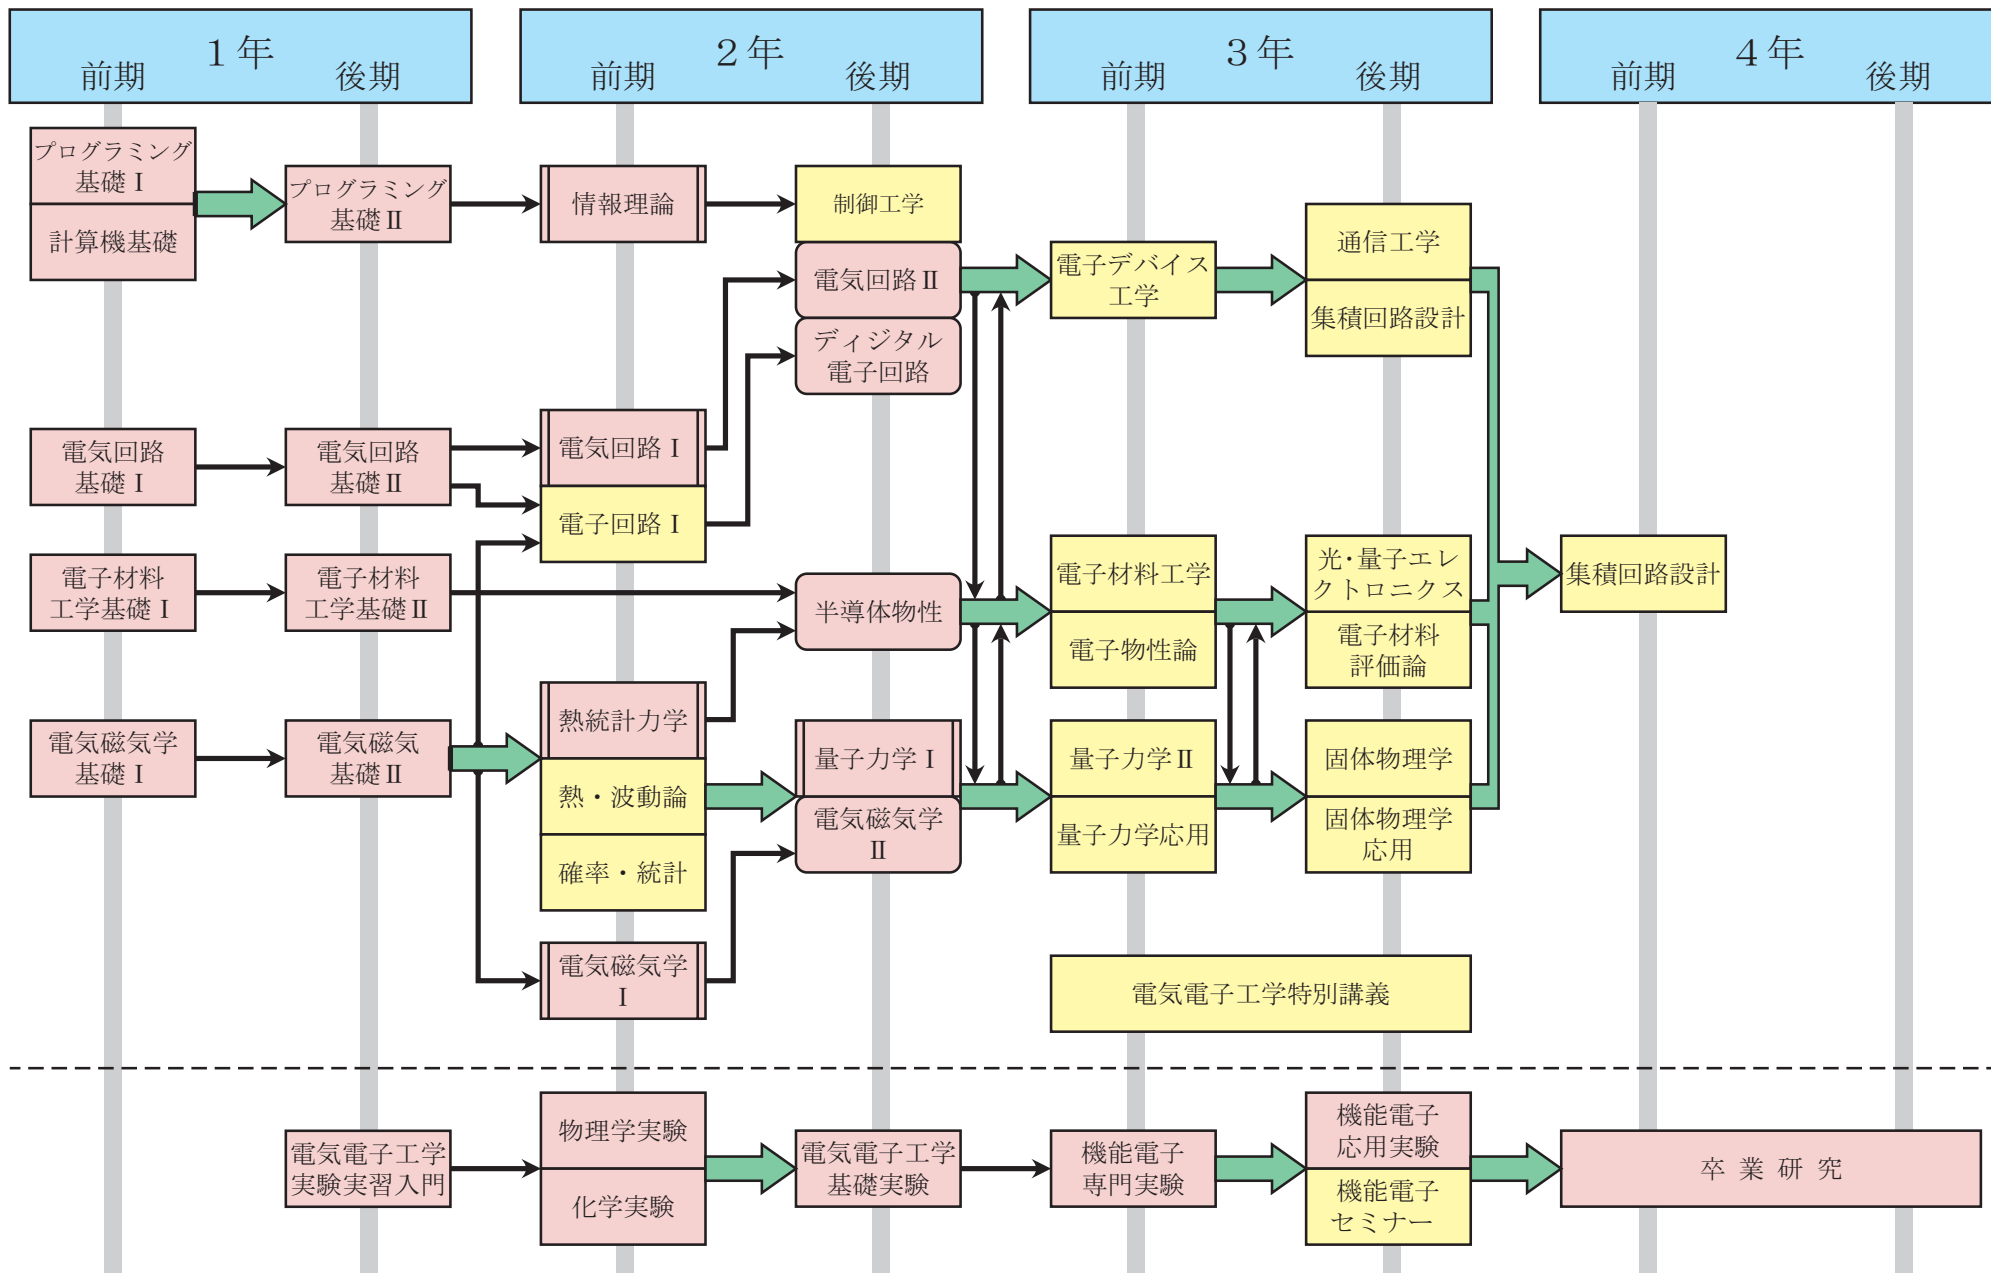 1年
前期
後期
2年
前期
後期
3年
前期
後期
4年
前期
後期
プログラミング
基礎Ⅰ
計算機基礎
プログラミング
基礎Ⅱ
情報理論
制御工学
電気回路Ⅱ
ディジタル
電子回路
電子デバイス
工学
通信工学
集積回路設計
電気回路
基礎Ⅰ
電気回路
基礎Ⅱ
電気回路Ⅰ
電子回路Ⅰ
電子材料
工学基礎Ⅰ
電子材料
工学基礎Ⅱ
半導体物性
電子材料工学
電子物性論
光・量子エレ
クトロニクス
電子材料
評価論
集積回路設計
電気磁気学
基礎Ⅰ
電気磁気
基礎Ⅱ
熱統計力学
熱・波動論
確率・統計
電気磁気学
Ⅰ
量子力学Ⅰ
電気磁気学
Ⅱ
量子力学Ⅱ
量子力学応用
固体物理学
固体物理学
応用
電気電子工学特別講義
電気電子工学
実験実習入門
物理学実験
化学実験
電気電子工学
基礎実験
機能電子
専門実験
機能電子
応用実験
機能電子
セミナー
卒業研究